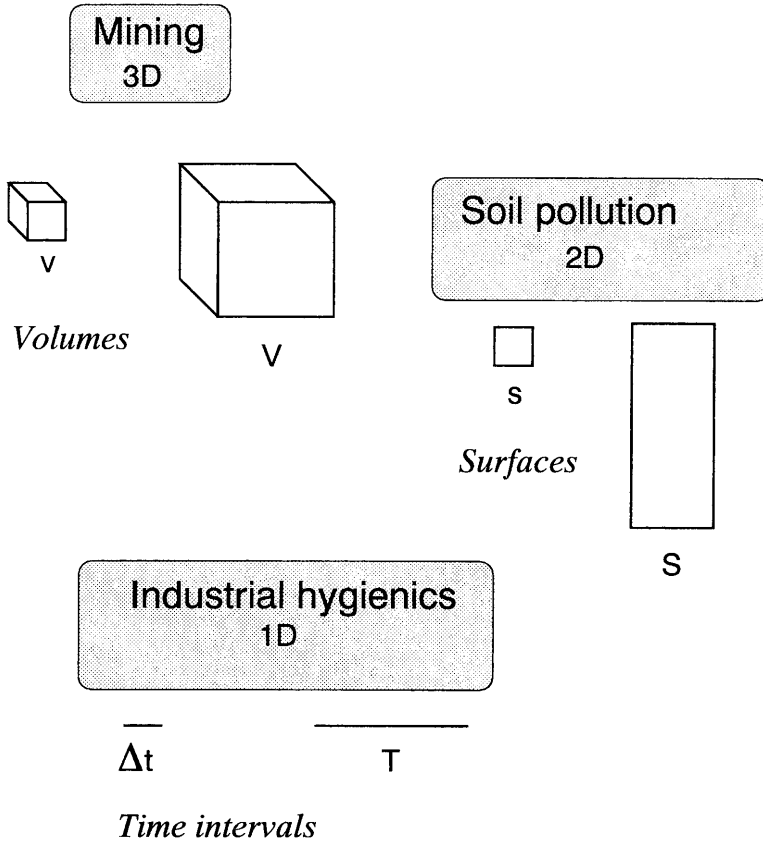 Mining
3D
v
Volumes
V
Soil pollution
2D
s
Surfaces
S
Industrial hygienics
1D
Δt
T
Time intervals